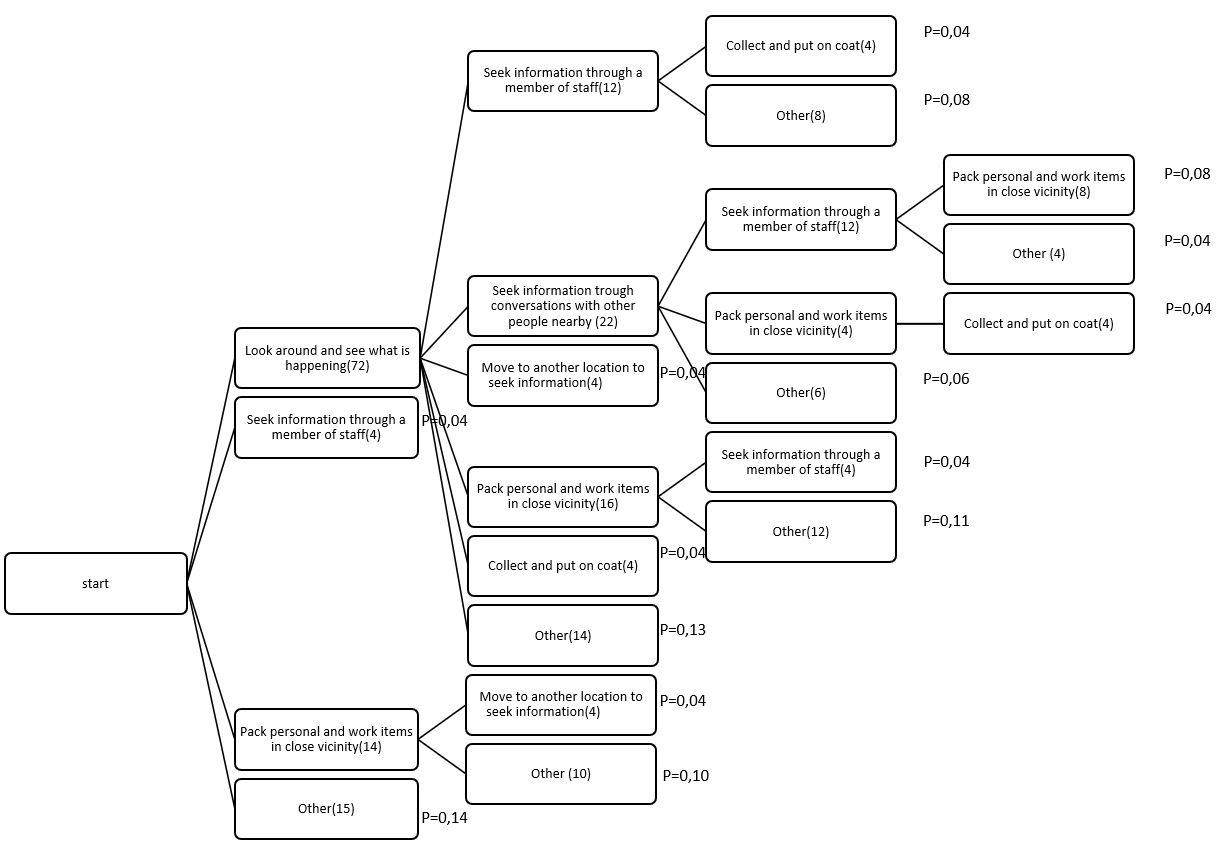 Collect and put on coat(4)
P=0,04
Seek information through a
member of staff(12)
Other(8)
P=0,08
Pack personal and work items
in close vicinity(8)
P=0,08
Seek information through a
member of staff(12)
Other (4)
P=0,04
Seek information trough
conversations with other
people nearby (22)
Pack personal and work items
in close vicinity(4)
Collect and put on coat(4)
P=0,04
Look around and see what is
happening(72)
Move to another location to
seek information(4)
P=0,04
Other(6)
P=0,06
Seek information through a
member of staff(4)
P=0,04
Seek information through a
member of staff(4)
P=0,04
Pack personal and work items
in close vicinity(16)
Other(12)
P=0,11
Collect and put on coat(4)
P=0,04
start
Other(14)
P=0,13
Move to another location to
seek information(4)
P=0,04
Pack personal and work items
in close vicinity(14)
Other (10)
P=0,10
Other(15)
P=0,14